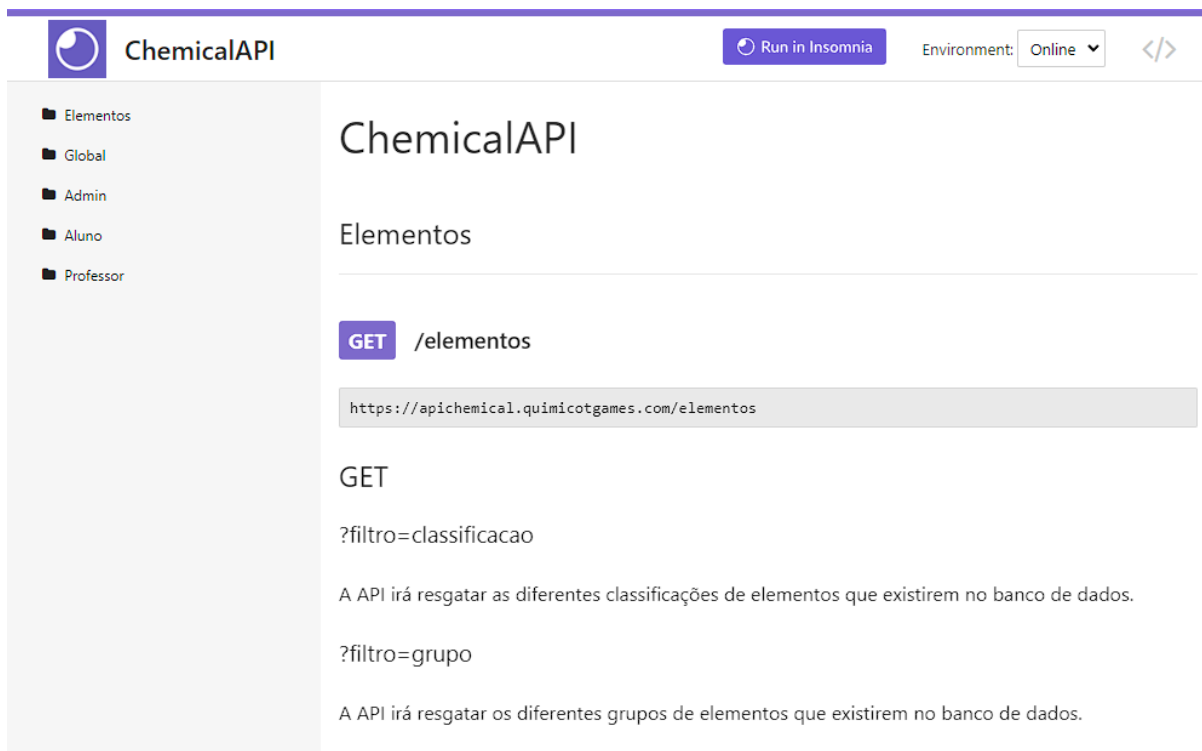 ChemicalAPI
Run in Insomnia
Environment:
Online
</>
Elementos
Global
Admin
Aluno
Professor
ChemicalAPI
Elementos
GET /elementos
https://apichemical.quimicotgames.com/elementos
GET
?filtro=classificacao
A API irá resgatar as diferentes classificações de elementos que existirem no banco de dados.
?filtro=grupo
A API irá resgatar os diferentes grupos de elementos que existirem no banco de dados.